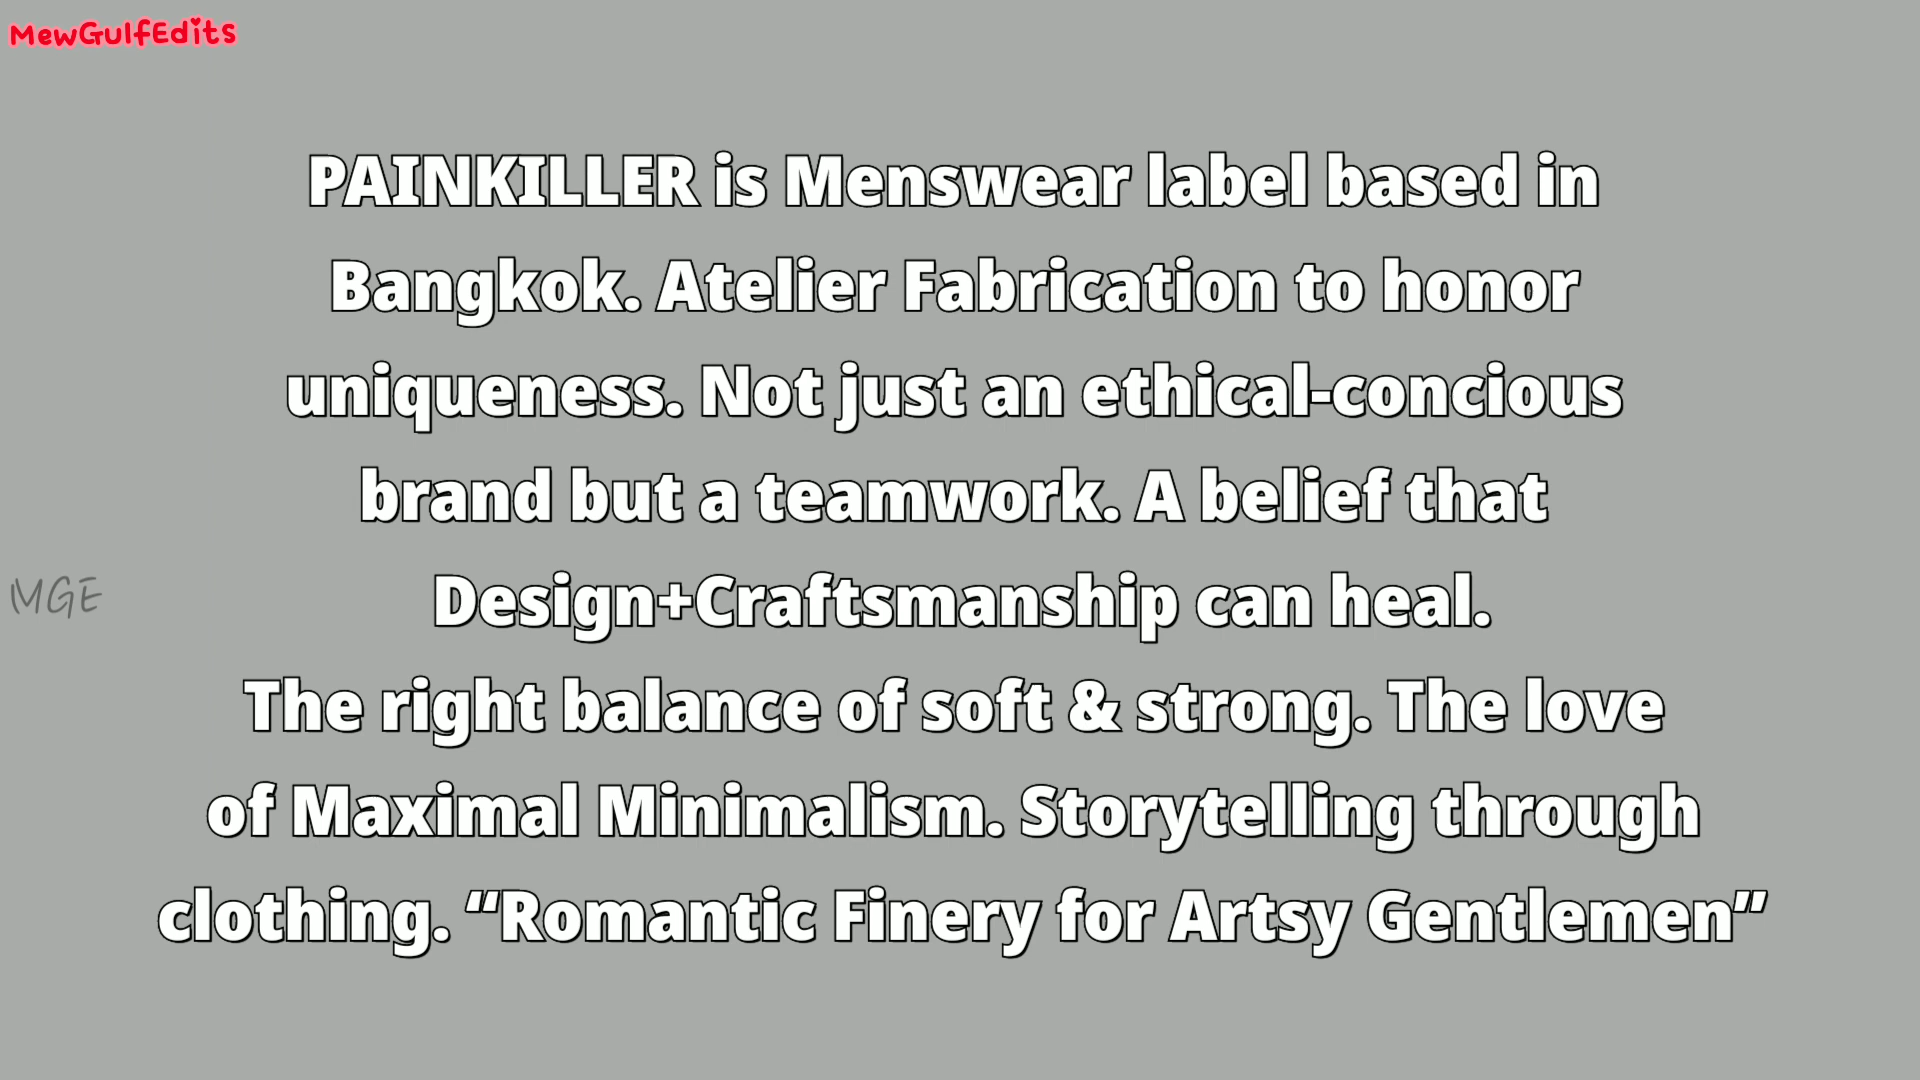 MewGulfEdits
PAINKILLER is Menswear label based in
Bangkok. Atelier Fabrication to honor
uniqueness. Not just an ethical-concious
brand but a teamwork. A belief that
Design+Craftsmanship can heal.
MGE
The right balance of soft & strong. The love
of Maximal Minimalism. Storytelling through
clothing. “Romantic Finery for Artsy Gentlemen”